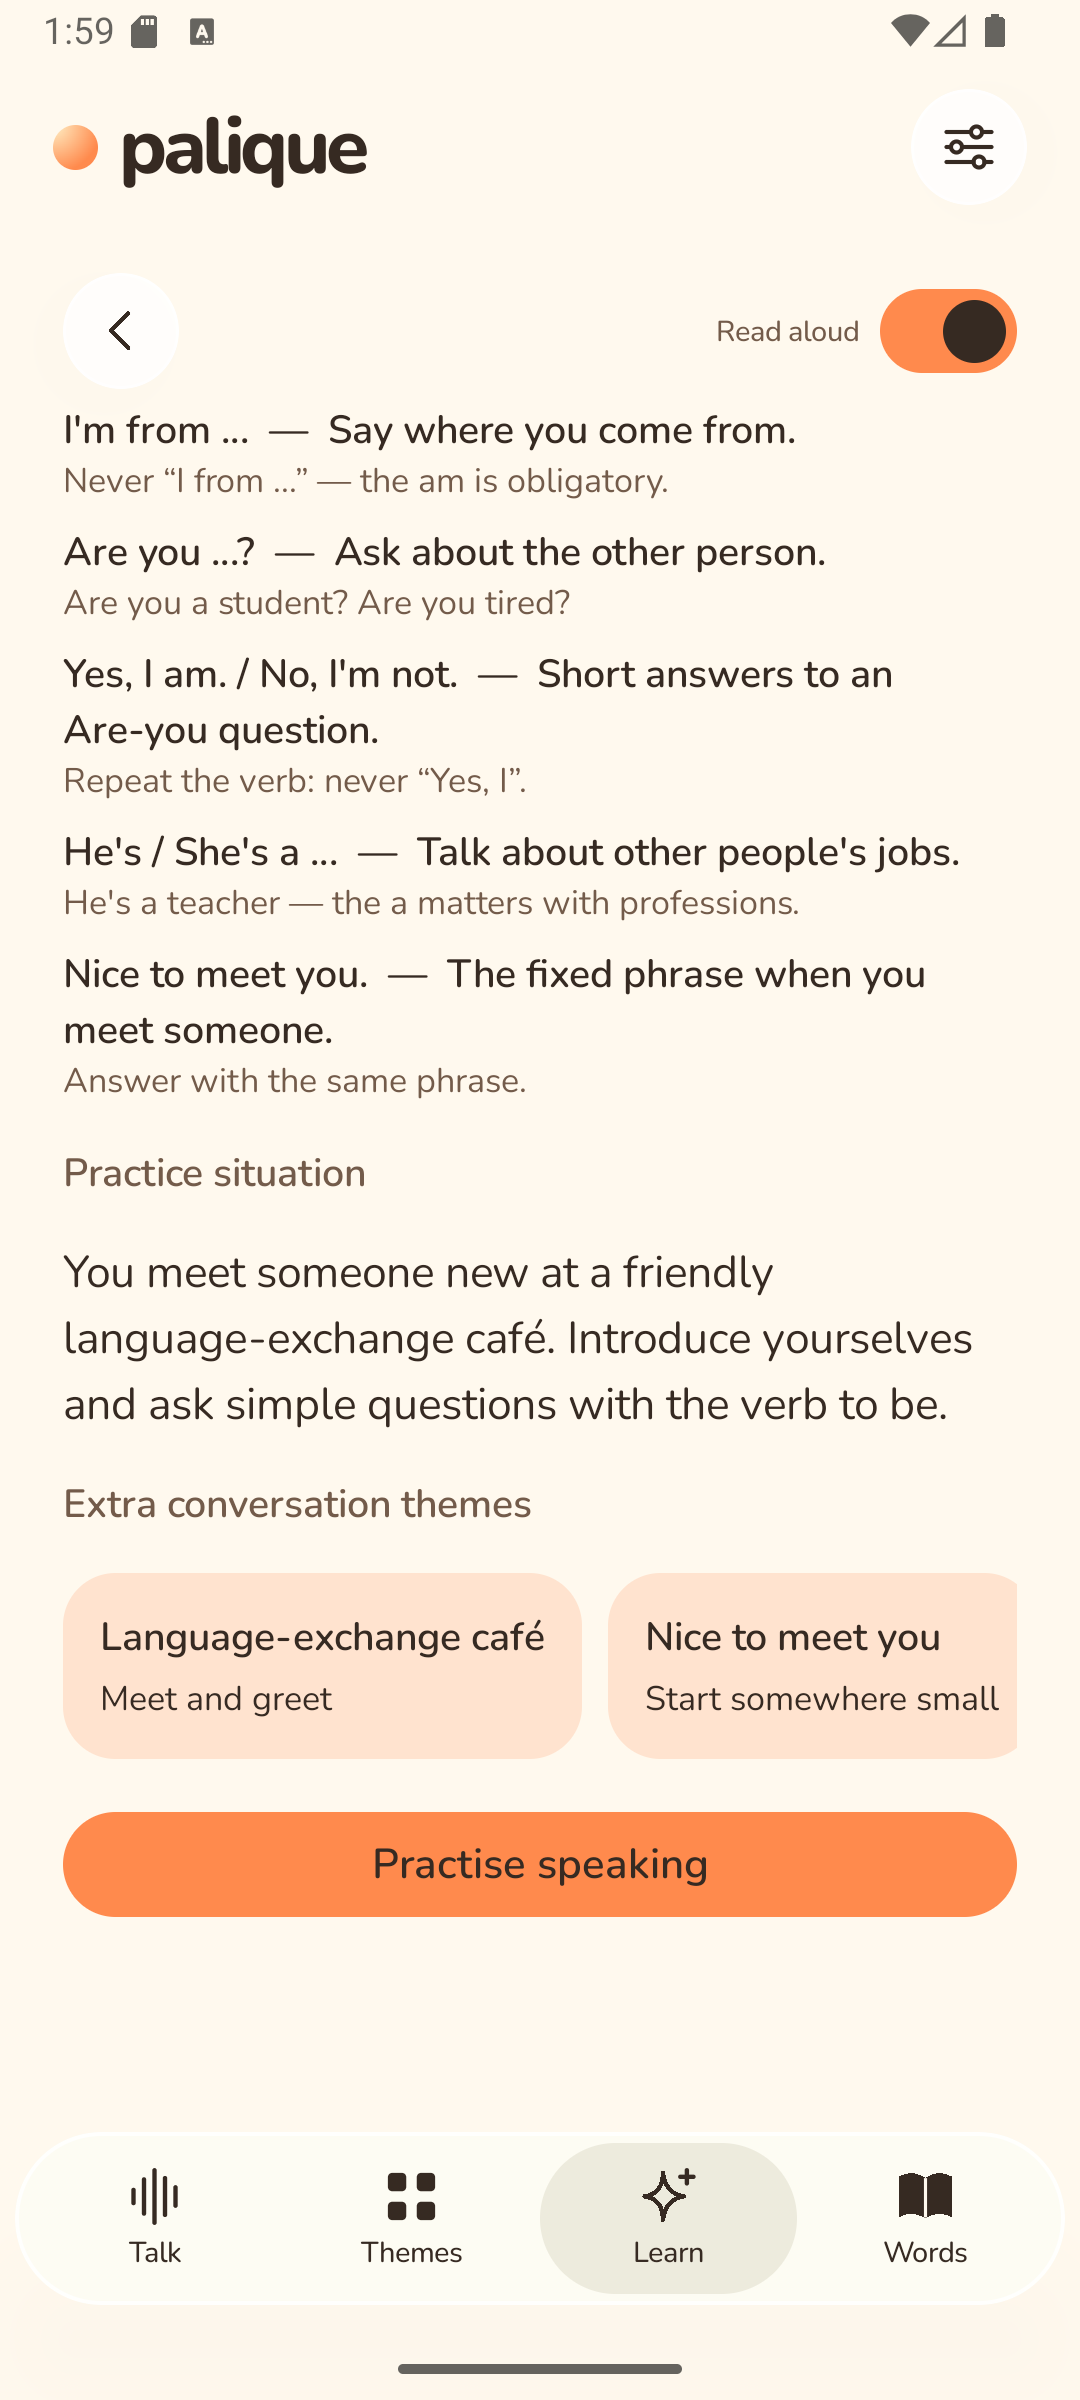 1:59
palique
Read aloud
I'm from ... — Say where you come from.
Never “I from ...” — the am is obligatory.
Are you ...? — Ask about the other person.
Are you a student? Are you tired?
Yes, I am. / No, I'm not. — Short answers to an
Are-you question.
Repeat the verb: never “Yes, I”.
He's / She's a ... — Talk about other people's jobs.
He's a teacher — the a matters with professions.
Nice to meet you. — The fixed phrase when you
meet someone.
Answer with the same phrase.
Practice situation
You meet someone new at a friendly
language-exchange café. Introduce yourselves
and ask simple questions with the verb to be.
Extra conversation themes
Language-exchange café
Meet and greet
Nice to meet you
Start somewhere small
Practise speaking
Talk
Themes
Learn
Words